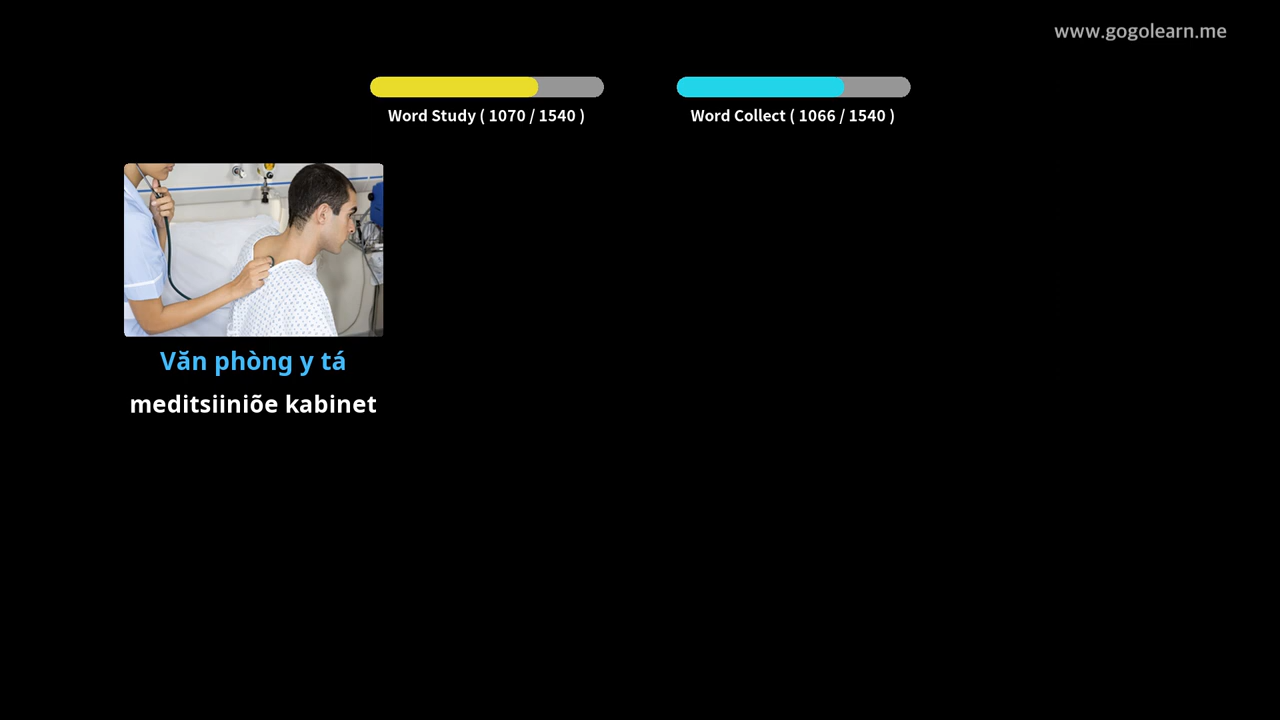 www.gogolearn.me
Word Study ( 1070 / 1540 )
Word Collect ( 1066 / 1540 )
Văn phòng y tá
meditsiiniõe kabinet